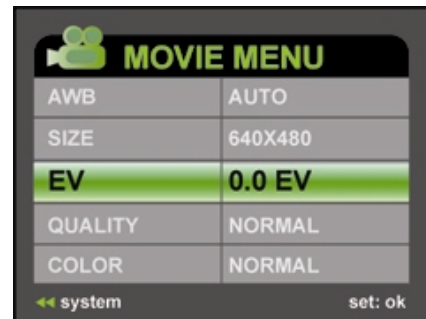 MOVIE MENU
AWB AUTO
SIZE 640X480
EV 0.0 EV
QUALITY NORMAL
COLOR NORMAL
system set: ok